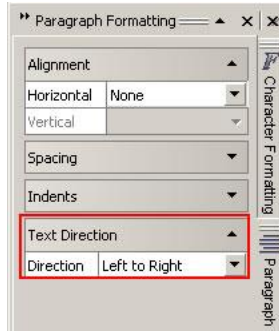 Paragraph Formatting
Alignment
Horizontal None
Vertical
Spacing
Indents
Text Direction
Direction Left to Right
Character Formatting
Paragraph